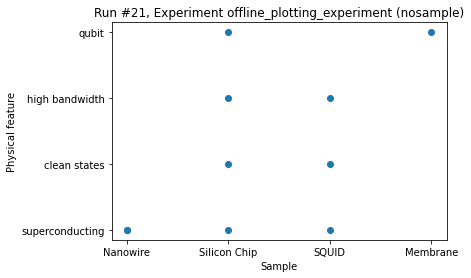 Run #21, Experiment offline_plotting_experiment (nosample)
qubit
high bandwidth
clean states
superconducting
Physical feature
Nanowire Silicon Chip SQUID Membrane
Sample